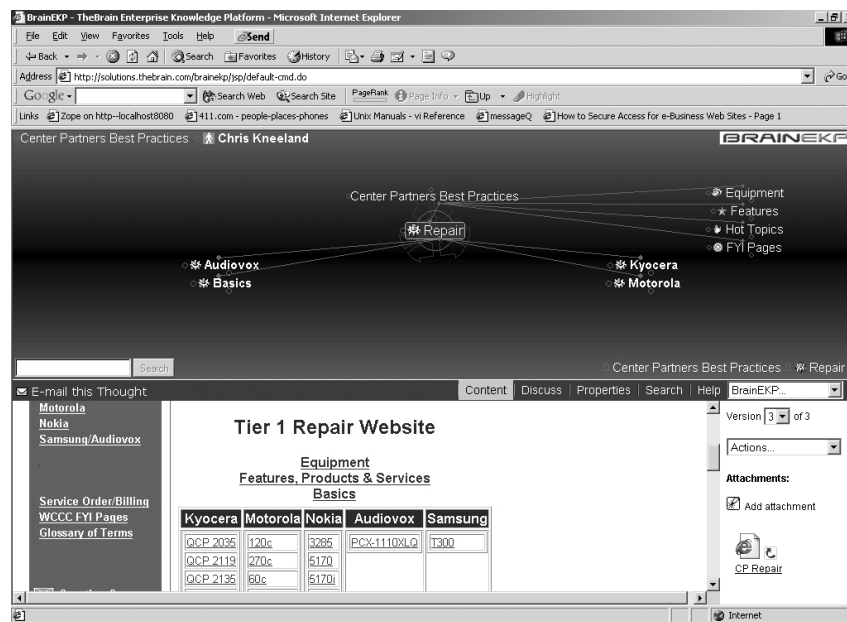 BrainEKP - TheBrain Enterprise Knowledge Platform - Microsoft Internet Explorer
File Edit View Favorites Tools Help Send
Back Search Favorites History
Address http://solutions.thebrain.com/brainekp/jsp/default-cmd.do Go
Google Search Web Search Site PageRank Page Info Up Highlight
Links Zope on http--localhost8080 411.com - people-places-phones Unix Manuals - vi Reference messageQ How to Secure Access for e-Business Web Sites - Page 1
Center Partners Best Practices Chris Kneeland BRAINEKP
Center Partners Best Practices
Equipment
Features
Repair
Hot Topics
FYI Pages
Audiovox
Basics
Kyocera
Motorola
Search
Center Partners Best Practices Repair
E-mail this Thought
Content Discuss Properties Search Help BrainEKP...
Motorola
Nokia
Samsung/Audiovox
Service Order/Billing
WCCC FYI Pages
Glossary of Terms
Tier 1 Repair Website
Equipment
Features, Products & Services
Basics
Kyocera Motorola Nokia Audiovox Samsung
QCP 2035 120c 3285 PCX-1110XLQ T300
QCP 2119 270c 5170
QCP 2135 60c 5170i
Version 3 of 3
Actions...
Attachments:
Add attachment
CP Repair
Internet